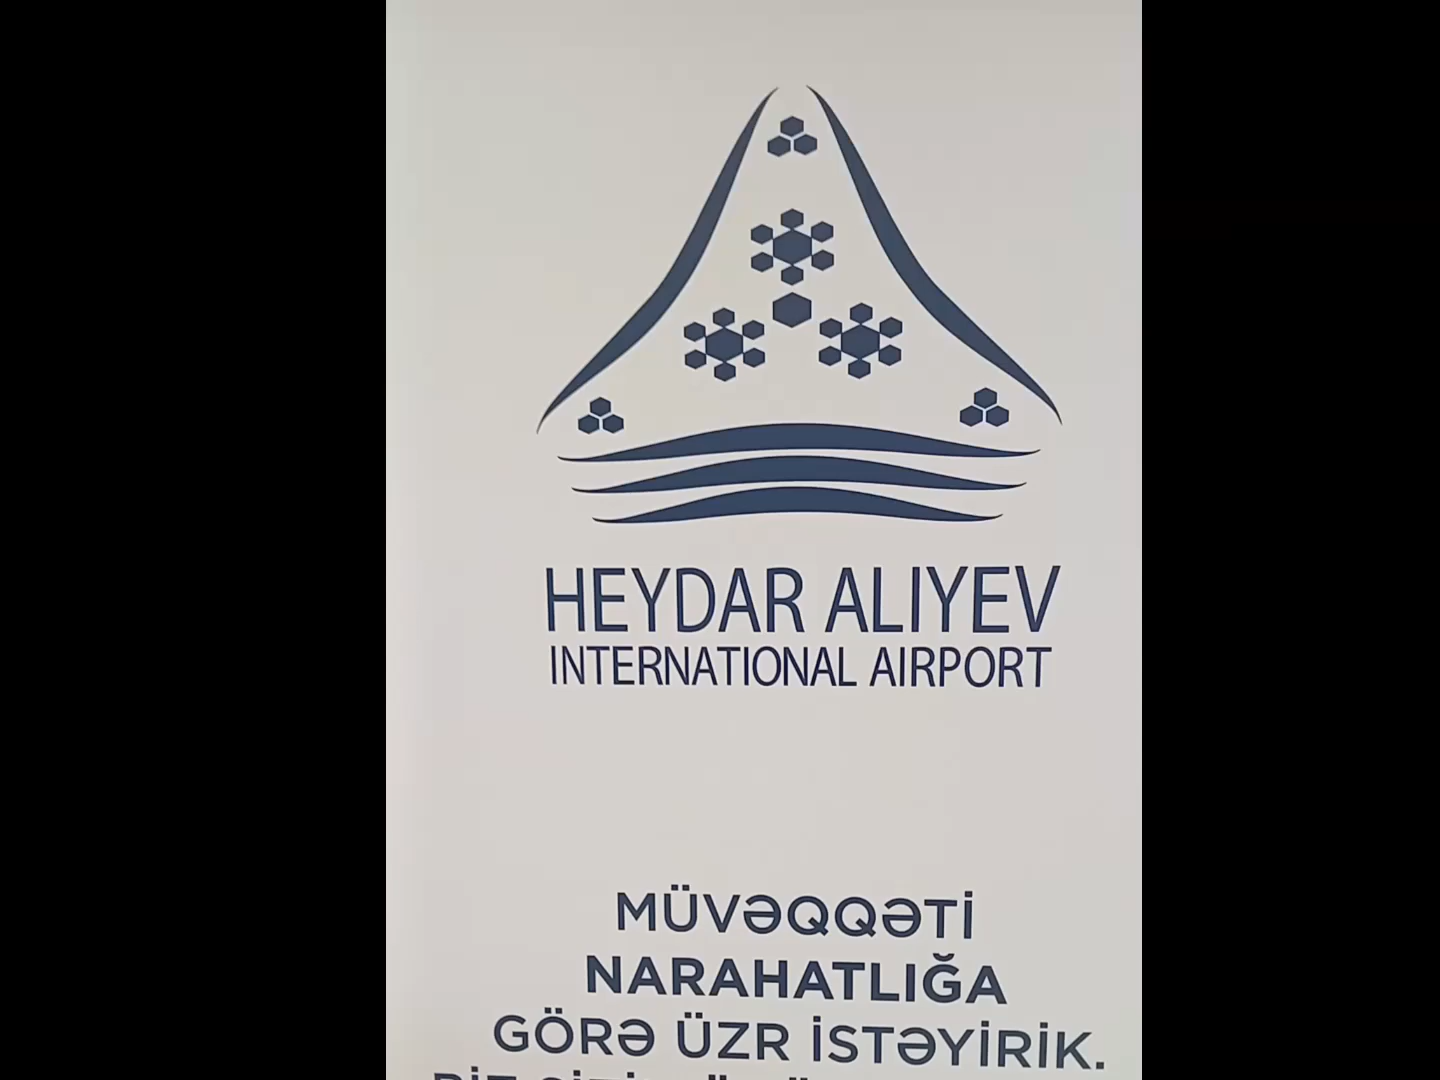 HEYDAR ALIYEV
INTERNATIONAL AIRPORT
MÜVƏQQƏTİ
NARAHATLIĞA
GÖRƏ ÜZR İSTƏYİRİK.